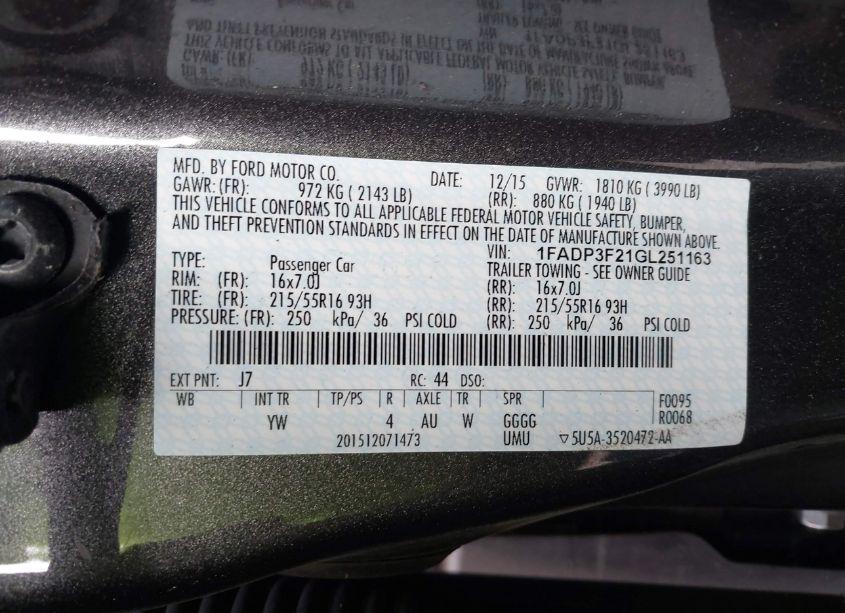 MFD. BY FORD MOTOR CO. DATE: 12/15 GVWR: 1810 KG ( 3990 LB)
GAWR: (FR): 972 KG ( 2143 LB) (RR): 880 KG ( 1940 LB)
THIS VEHICLE CONFORMS TO ALL APPLICABLE FEDERAL MOTOR VEHICLE SAFETY, BUMPER,
AND THEFT PREVENTION STANDARDS IN EFFECT ON THE DATE OF MANUFACTURE SHOWN ABOVE.
VIN: 1FADP3F21GL251163
TYPE: Passenger Car TRAILER TOWING - SEE OWNER GUIDE
RIM: (FR): 16x7.0J (RR): 16x7.0J
TIRE: (FR): 215/55R16 93H (RR): 215/55R16 93H
PRESSURE: (FR): 250 kPa/ 36 PSI COLD (RR): 250 kPa/ 36 PSI COLD
EXT PNT: J7 RC: 44 DSO:
WB INT TR TP/PS R AXLE TR SPR F0095
YW 4 AU W GGGG R0068
201512071473 UMU ▽5U5A-3520472-AA